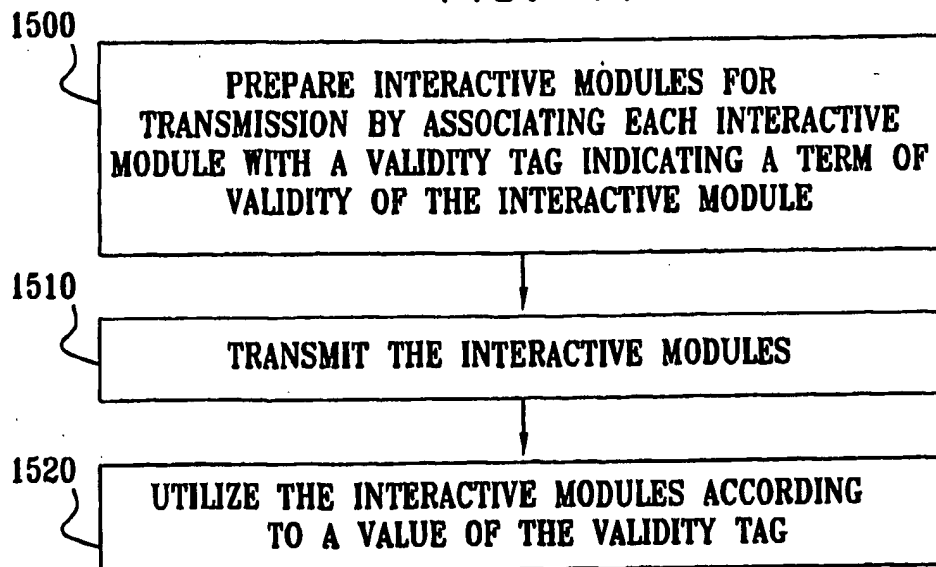 1500
PREPARE INTERACTIVE MODULES FOR
TRANSMISSION BY ASSOCIATING EACH INTERACTIVE
MODULE WITH A VALIDITY TAG INDICATING A TERM OF
VALIDITY OF THE INTERACTIVE MODULE
1510
TRANSMIT THE INTERACTIVE MODULES
1520
UTILIZE THE INTERACTIVE MODULES ACCORDING
TO A VALUE OF THE VALIDITY TAG